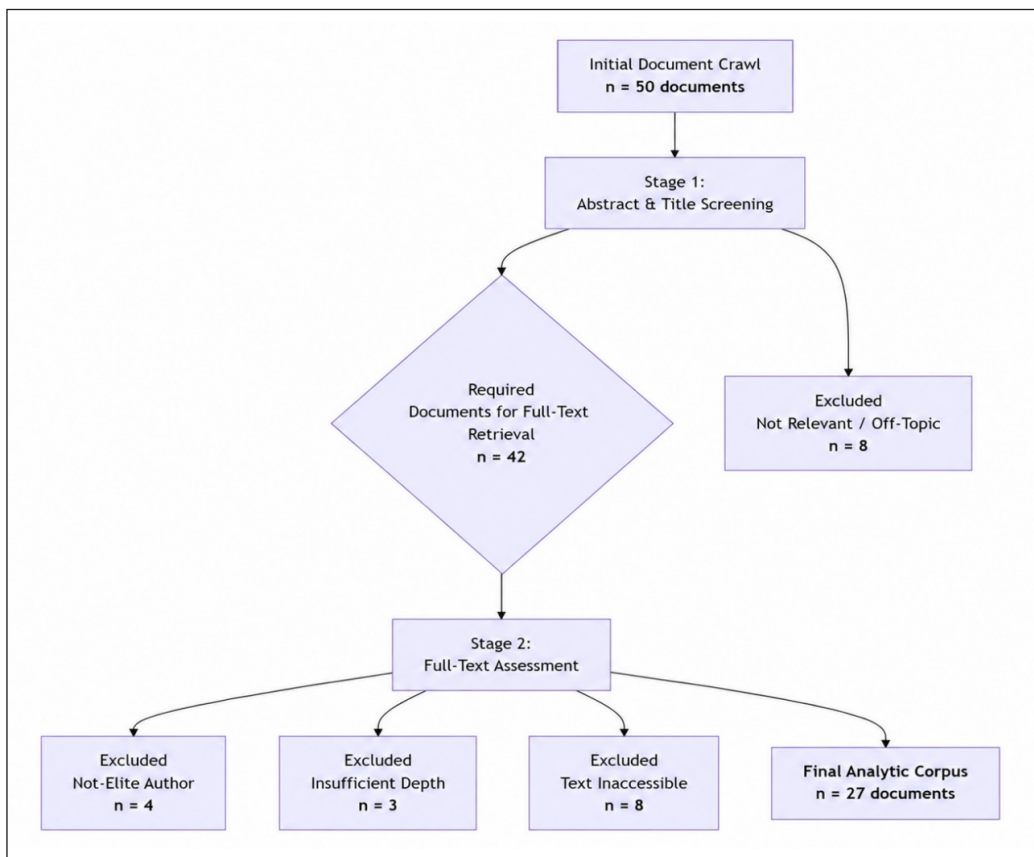 Initial Document Crawl
n = 50 documents
Stage 1:
Abstract & Title Screening
Required
Documents for Full-Text
Retrieval
n = 42
Excluded
Not Relevant / Off-Topic
n = 8
Stage 2:
Full-Text Assessment
Excluded
Not-Elite Author
n = 4
Excluded
Insufficient Depth
n = 3
Excluded
Text Inaccessible
n = 8
Final Analytic Corpus
n = 27 documents